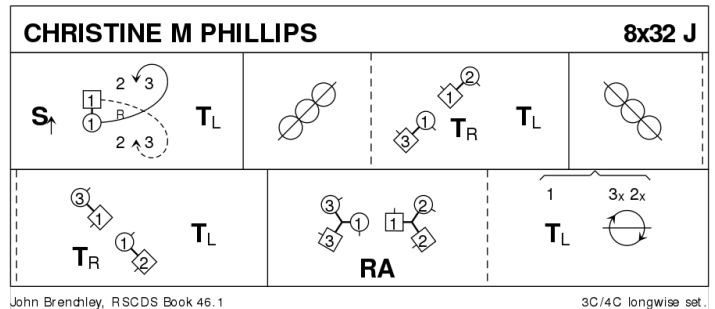 CHRISTINE M PHILLIPS 8x32 J
2 3
1
S R TL
1
2 3
2
1
1
3 TR TL
3
1
1
TR 2 TL
3 2
1 1
3 2
RA
1 3x 2x
TL
John Brenchley, RSCDS Book 46.1 3C/4C longwise set.